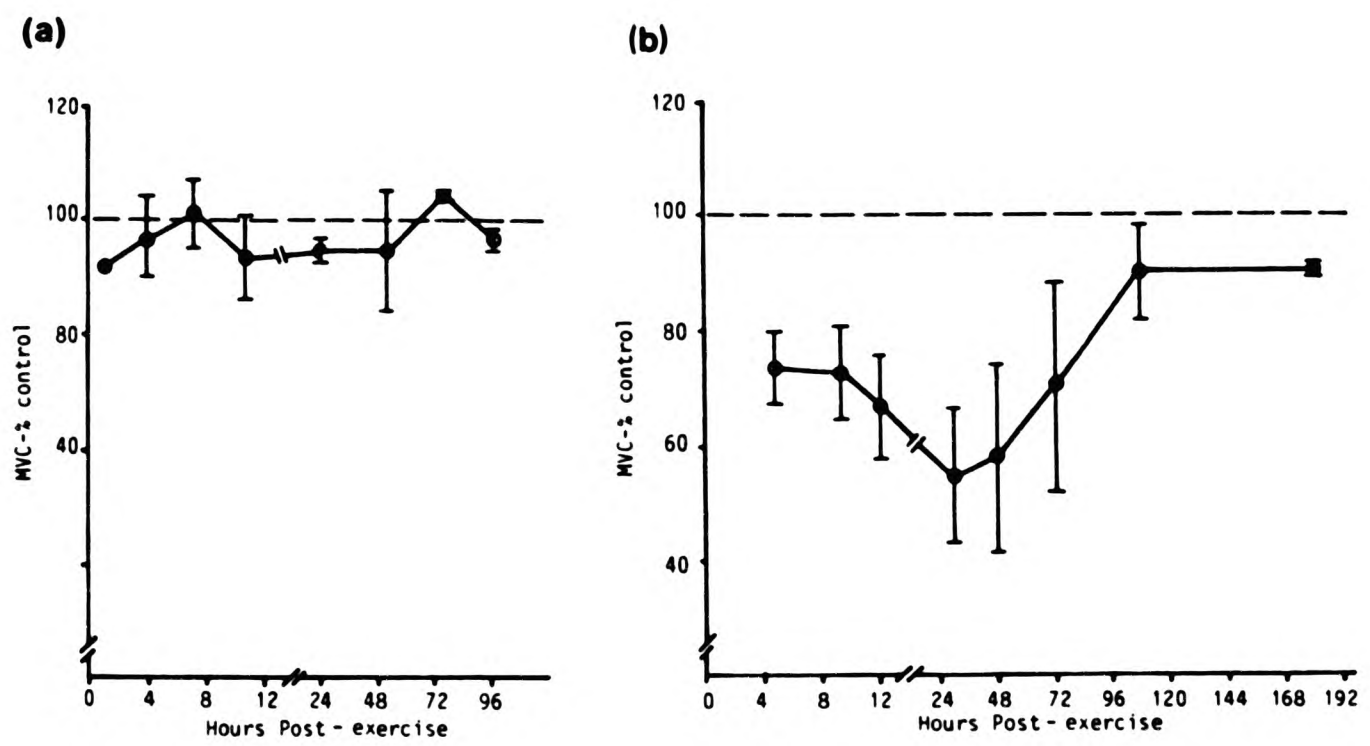 (a)
120
100
80
40
MVC-% control
0 4 8 12 24 48 72 96
Hours Post-exercise
(b)
120
100
80
60
40
MVC-% control
0 4 8 12 24 48 72 96 120 144 168 192
Hours Post-exercise